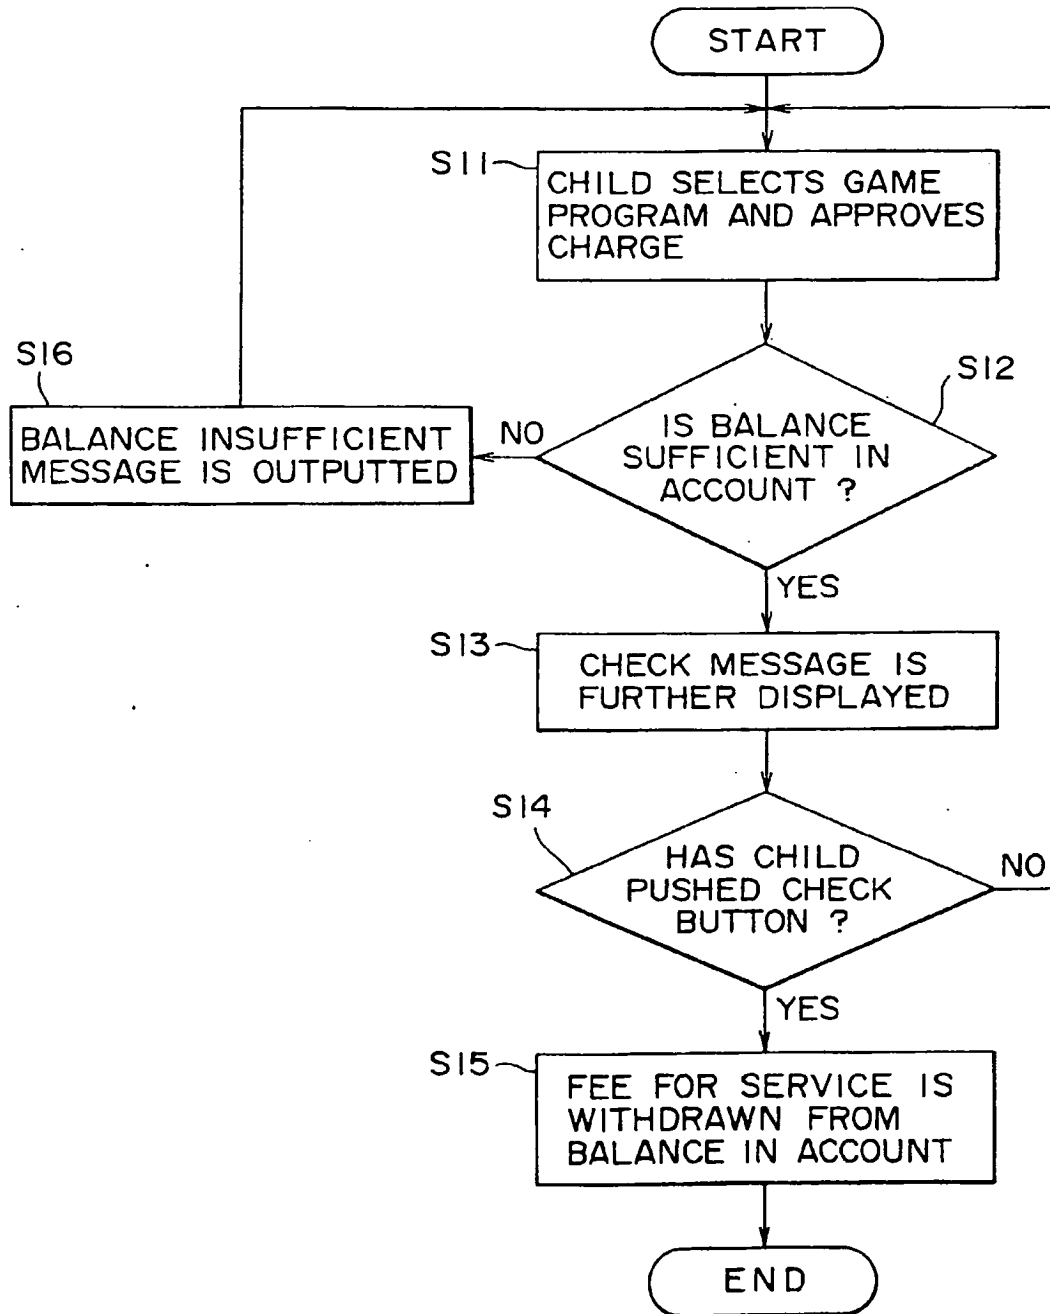 START
S11
CHILD SELECTS GAME
PROGRAM AND APPROVES
CHARGE
S16
BALANCE INSUFFICIENT
MESSAGE IS OUTPUTTED
NO
S12
IS BALANCE
SUFFICIENT IN
ACCOUNT ?
YES
S13
CHECK MESSAGE IS
FURTHER DISPLAYED
S14
HAS CHILD
PUSHED CHECK
BUTTON ?
NO
YES
S15
FEE FOR SERVICE IS
WITHDRAWN FROM
BALANCE IN ACCOUNT
END